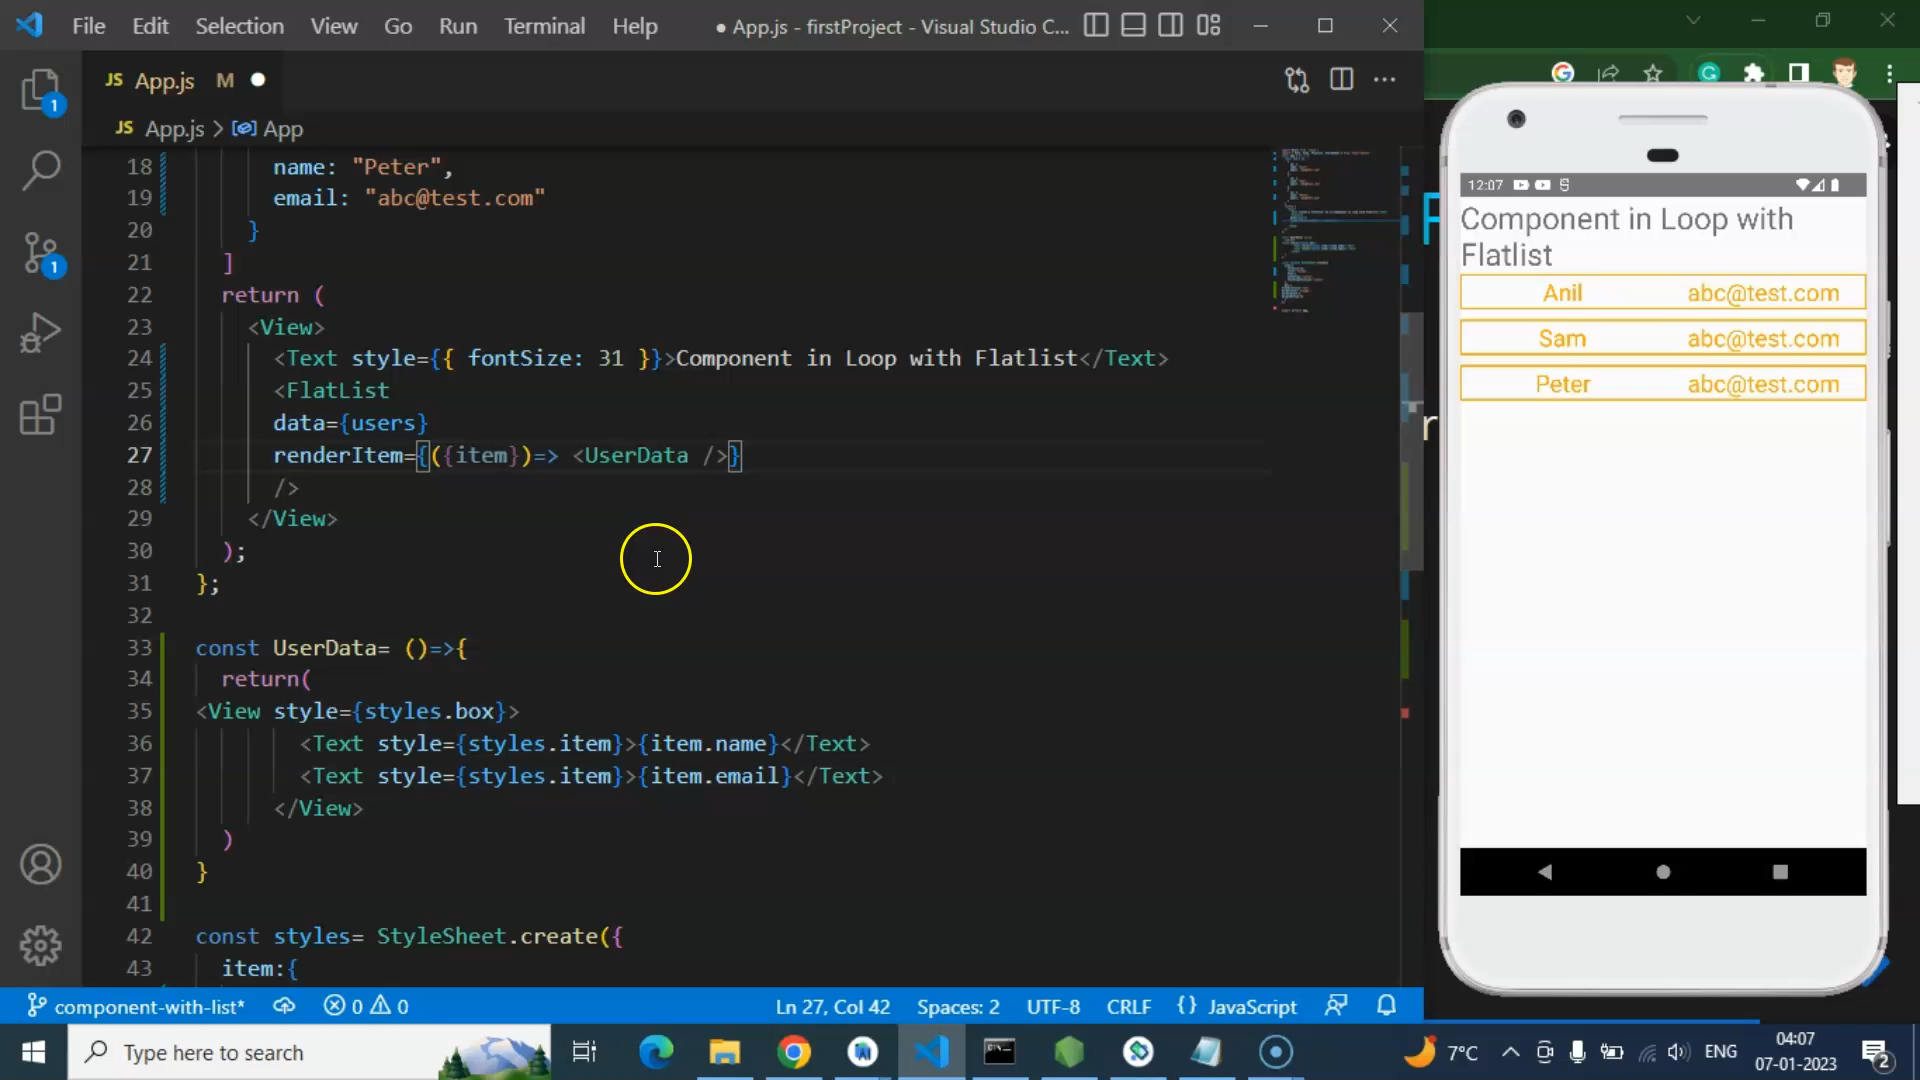 File Edit Selection View Go Run Terminal Help
● App.js - firstProject - Visual Studio C...
JS App.js M
JS App.js > App
18 name: "Peter",
19 email: "abc@test.com"
20 }
21 ]
22 return (
23 <View>
24 <Text style={{ fontSize: 31 }}>Component in Loop with Flatlist</Text>
25 <FlatList
26 data={users}
27 renderItem={({item})=> <UserData />}
28 />
29 </View>
30 );
31 };
32
33 const UserData= ()=>{
34 return(
35 <View style={styles.box}>
36 <Text style={styles.item}>{item.name}</Text>
37 <Text style={styles.item}>{item.email}</Text>
38 </View>
39 )
40 }
41
42 const styles= StyleSheet.create({
43 item:{
1
1
12:07
Component in Loop with
Flatlist
Anil abc@test.com
Sam abc@test.com
Peter abc@test.com
component-with-list* 0 0 Ln 27, Col 42 Spaces: 2 UTF-8 CRLF {} JavaScript
Type here to search
7°C ENG
04:07
07-01-2023
2